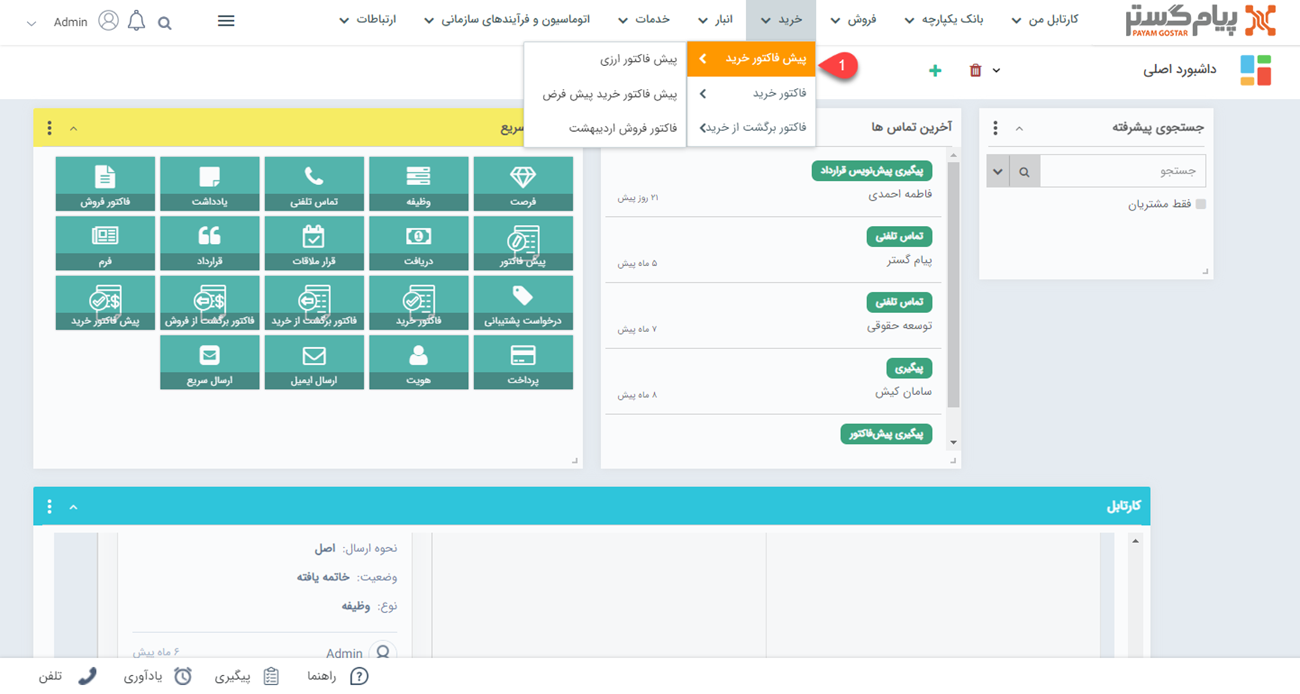 پیام گستر
PAYAM GOSTAR
کارتابل من
بانک یکپارچه
فروش
خرید
انبار
خدمات
اتوماسیون و فرآیندهای سازمانی
ارتباطات
Admin
داشبورد اصلی
پیش فاکتور خرید
1
فاکتور خرید
فاکتور برگشت از خرید
پیش فاکتور ارزی
پیش فاکتور خرید پیش فرض
فاکتور فروش اردیبهشت
جستجوی پیشرفته
جستجو
فقط مشتریان
آخرین تماس ها
پیگیری پیش‌نویس قرارداد
فاطمه احمدی
۲۱ روز پیش
تماس تلفنی
پیام گستر
۵ ماه پیش
تماس تلفنی
توسعه حقوقی
۷ ماه پیش
پیگیری
سامان کیش
۸ ماه پیش
پیگیری پیش‌فاکتور
سریع
فرصت
وظیفه
تماس تلفنی
یادداشت
فاکتور فروش
پیش فاکتور
دریافت
قرار ملاقات
قرارداد
فرم
درخواست پشتیبانی
فاکتور خرید
فاکتور برگشت از خرید
فاکتور برگشت از فروش
پیش فاکتور خرید
پرداخت
هویت
ارسال ایمیل
ارسال سریع
کارتابل
نحوه ارسال: اصل
وضعیت: خاتمه یافته
نوع: وظیفه
Admin
۶ ماه پیش
راهنما
پیگیری
یادآوری
تلفن